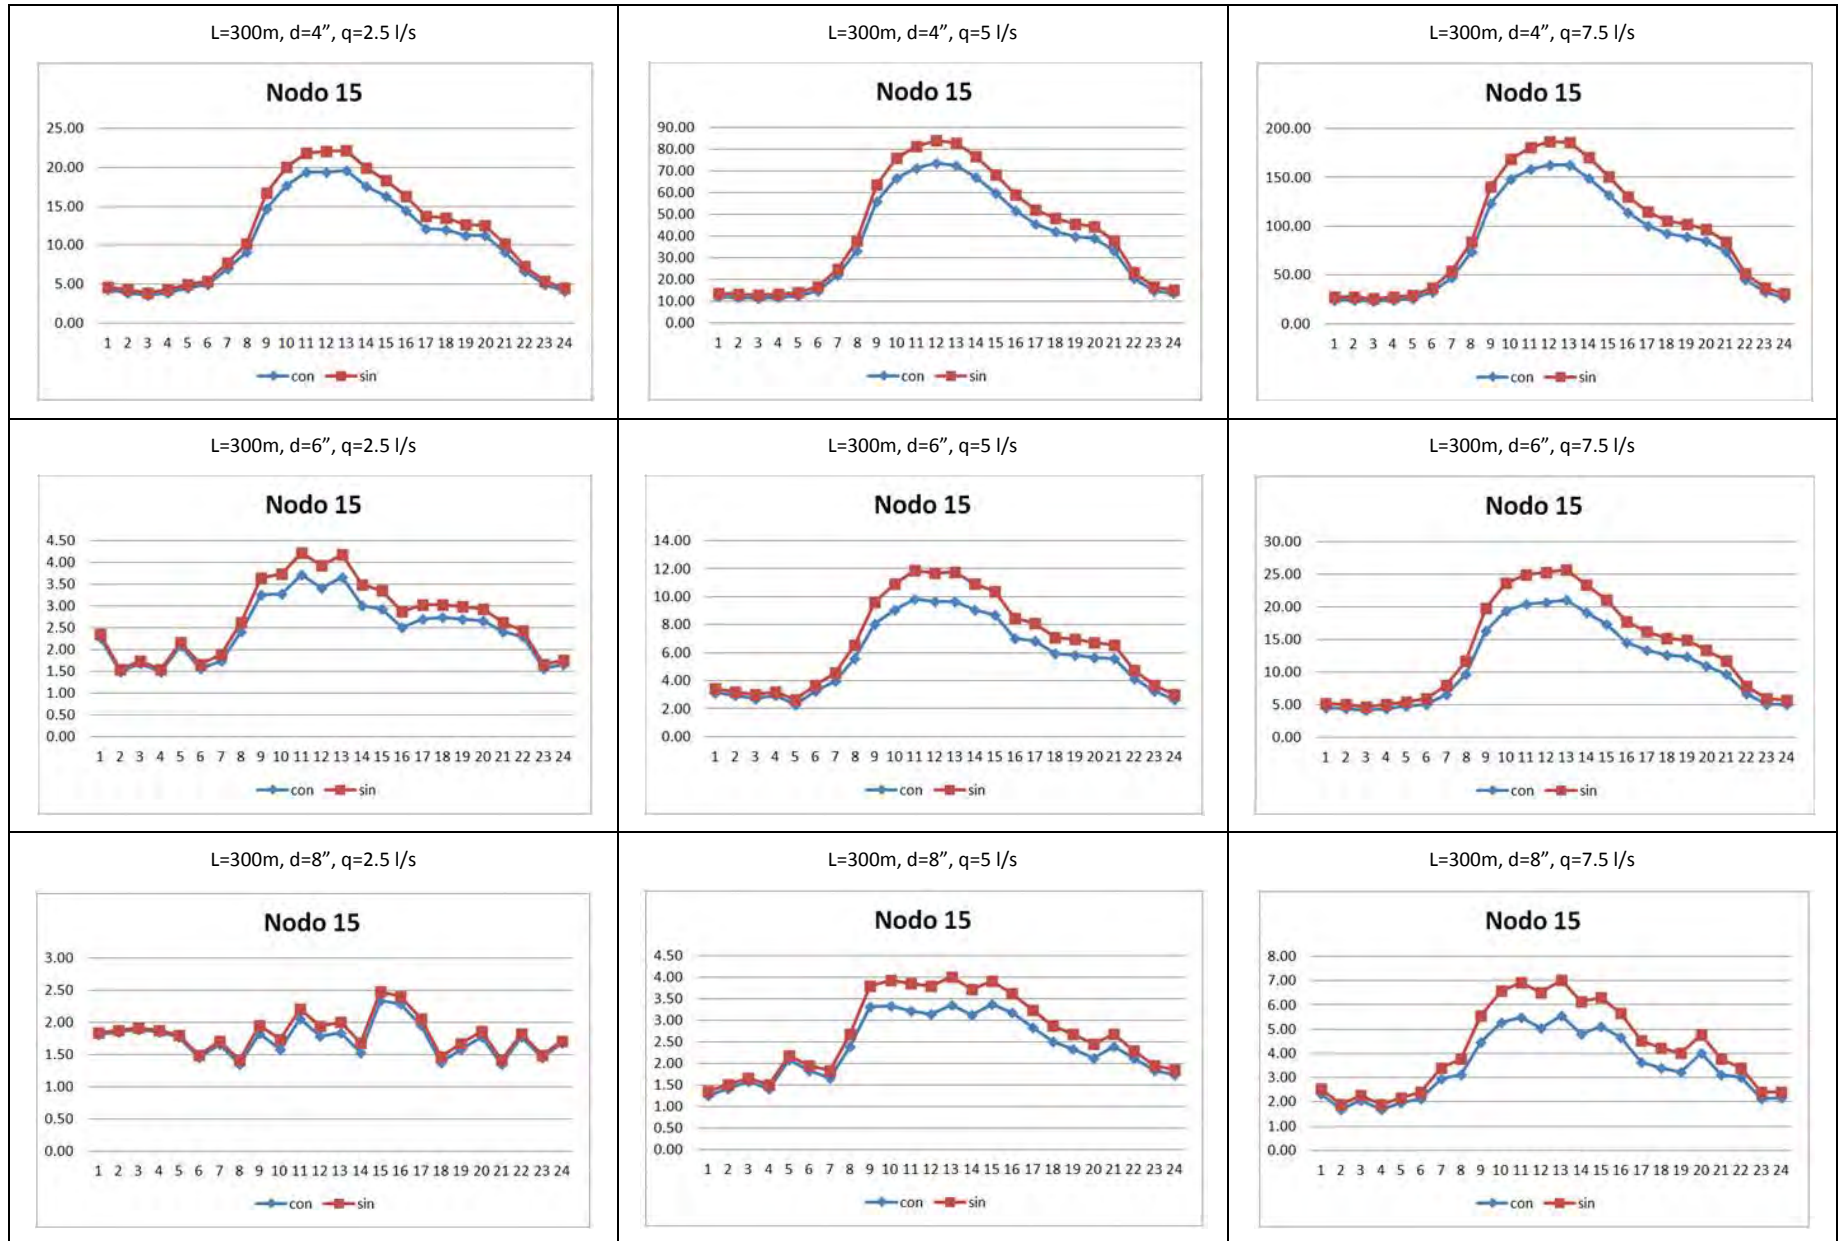 L=300m, d=4”, q=2.5 l/s
Nodo 15
25.00
20.00
15.00
10.00
5.00
0.00
1 2 3 4 5 6 7 8 9 10 11 12 13 14 15 16 17 18 19 20 21 22 23 24
con sin
L=300m, d=4”, q=5 l/s
Nodo 15
90.00
80.00
70.00
60.00
50.00
40.00
30.00
20.00
10.00
0.00
1 2 3 4 5 6 7 8 9 10 11 12 13 14 15 16 17 18 19 20 21 22 23 24
con sin
L=300m, d=4”, q=7.5 l/s
Nodo 15
200.00
150.00
100.00
50.00
0.00
1 2 3 4 5 6 7 8 9 10 11 12 13 14 15 16 17 18 19 20 21 22 23 24
con sin
L=300m, d=6”, q=2.5 l/s
Nodo 15
4.50
4.00
3.50
3.00
2.50
2.00
1.50
1.00
0.50
0.00
1 2 3 4 5 6 7 8 9 10 11 12 13 14 15 16 17 18 19 20 21 22 23 24
con sin
L=300m, d=6”, q=5 l/s
Nodo 15
14.00
12.00
10.00
8.00
6.00
4.00
2.00
0.00
1 2 3 4 5 6 7 8 9 10 11 12 13 14 15 16 17 18 19 20 21 22 23 24
con sin
L=300m, d=6”, q=7.5 l/s
Nodo 15
30.00
25.00
20.00
15.00
10.00
5.00
0.00
1 2 3 4 5 6 7 8 9 10 11 12 13 14 15 16 17 18 19 20 21 22 23 24
con sin
L=300m, d=8”, q=2.5 l/s
Nodo 15
3.00
2.50
2.00
1.50
1.00
0.50
0.00
1 2 3 4 5 6 7 8 9 10 11 12 13 14 15 16 17 18 19 20 21 22 23 24
con sin
L=300m, d=8”, q=5 l/s
Nodo 15
4.50
4.00
3.50
3.00
2.50
2.00
1.50
1.00
0.50
0.00
1 2 3 4 5 6 7 8 9 10 11 12 13 14 15 16 17 18 19 20 21 22 23 24
con sin
L=300m, d=8”, q=7.5 l/s
Nodo 15
8.00
7.00
6.00
5.00
4.00
3.00
2.00
1.00
0.00
1 2 3 4 5 6 7 8 9 10 11 12 13 14 15 16 17 18 19 20 21 22 23 24
con sin